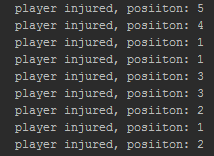 player injured, posiiton: 5
player injured, posiiton: 4
player injured, posiiton: 1
player injured, posiiton: 1
player injured, posiiton: 3
player injured, posiiton: 3
player injured, posiiton: 2
player injured, posiiton: 1
player injured, posiiton: 2